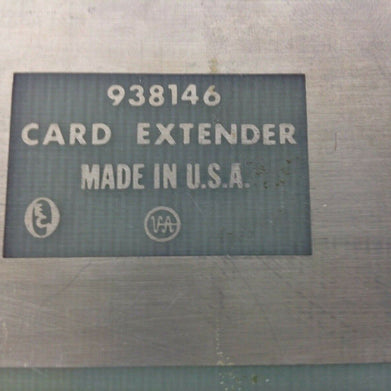 938146
CARD EXTENDER
MADE IN U.S.A.